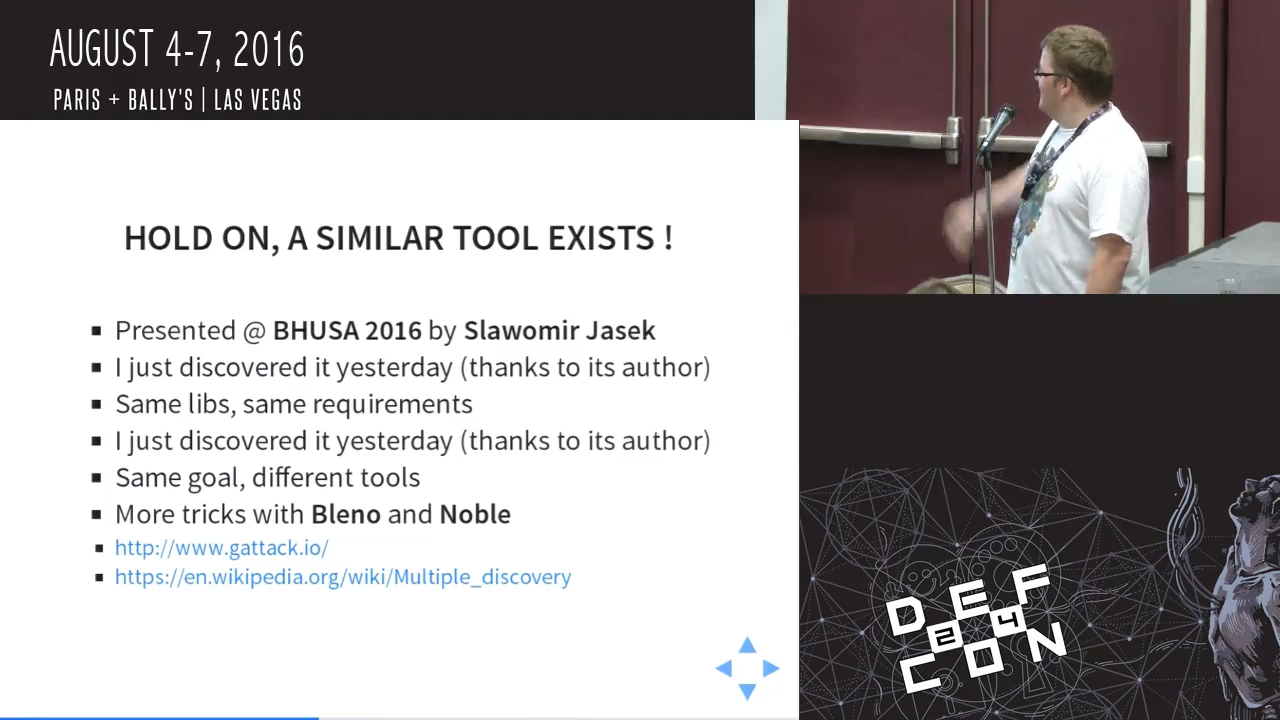 AUGUST 4-7, 2016
PARIS + BALLY'S | LAS VEGAS
HOLD ON, A SIMILAR TOOL EXISTS !
Presented @ BHUSA 2016 by Slawomir Jasek
I just discovered it yesterday (thanks to its author)
Same libs, same requirements
I just discovered it yesterday (thanks to its author)
Same goal, different tools
More tricks with Bleno and Noble
http://www.gattack.io/
https://en.wikipedia.org/wiki/Multiple_discovery
DEF
24
CON